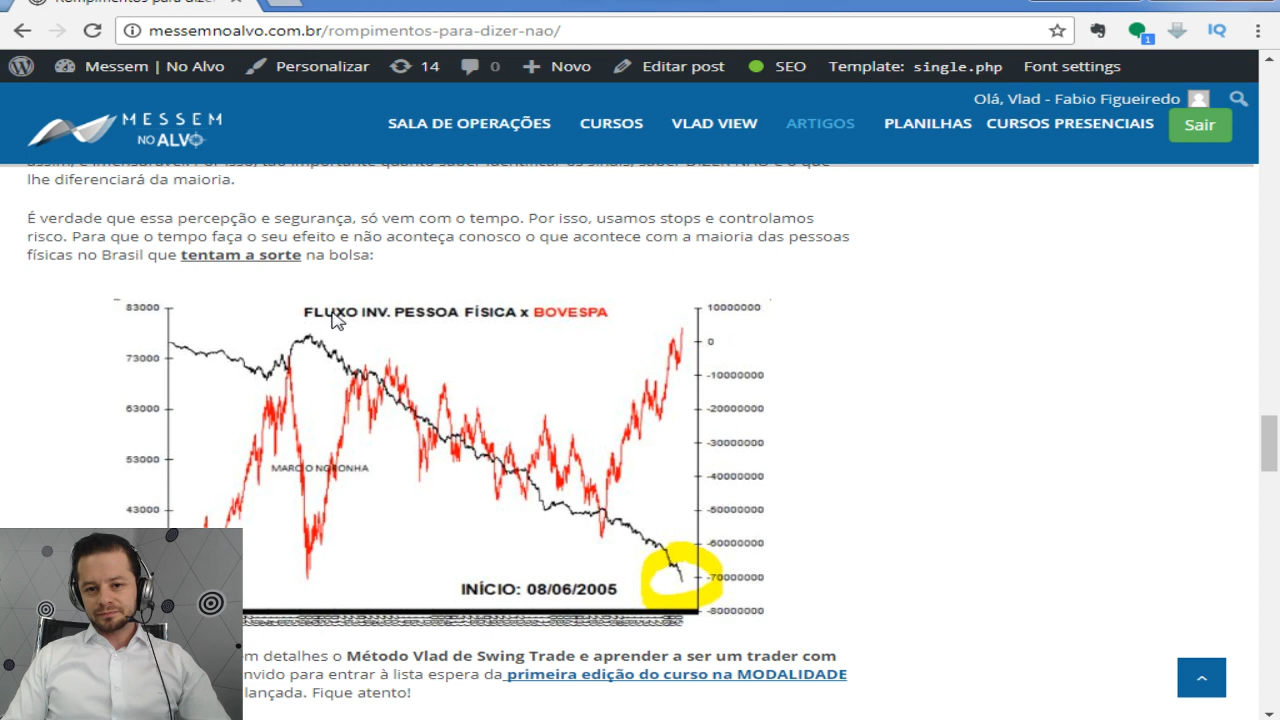 messemnoalvo.com.br/rompimentos-para-dizer-nao/
1
IQ
Messem | No Alvo
Personalizar
14
0
Novo
Editar post
SEO
Template: single.php
Font settings
Olá, Vlad - Fabio Figueiredo
MESSEM
NO ALVO
SALA DE OPERAÇÕES
CURSOS
VLAD VIEW
ARTIGOS
PLANILHAS
CURSOS PRESENCIAIS
Sair
lhe diferenciará da maioria.
É verdade que essa percepção e segurança, só vem com o tempo. Por isso, usamos stops e controlamos
risco. Para que o tempo faça o seu efeito e não aconteça conosco o que acontece com a maioria das pessoas
físicas no Brasil que tentam a sorte na bolsa:
FLUXO INV. PESSOA FÍSICA x BOVESPA
83000
73000
63000
53000
43000
10000000
0
-10000000
-20000000
-30000000
-40000000
-50000000
-60000000
-70000000
-80000000
MARCIO NORONHA
INÍCIO: 08/06/2005
detalhes o Método Vlad de Swing Trade e aprender a ser um trader com
para entrar à lista espera da primeira edição do curso na MODALIDADE
lançada. Fique atento!